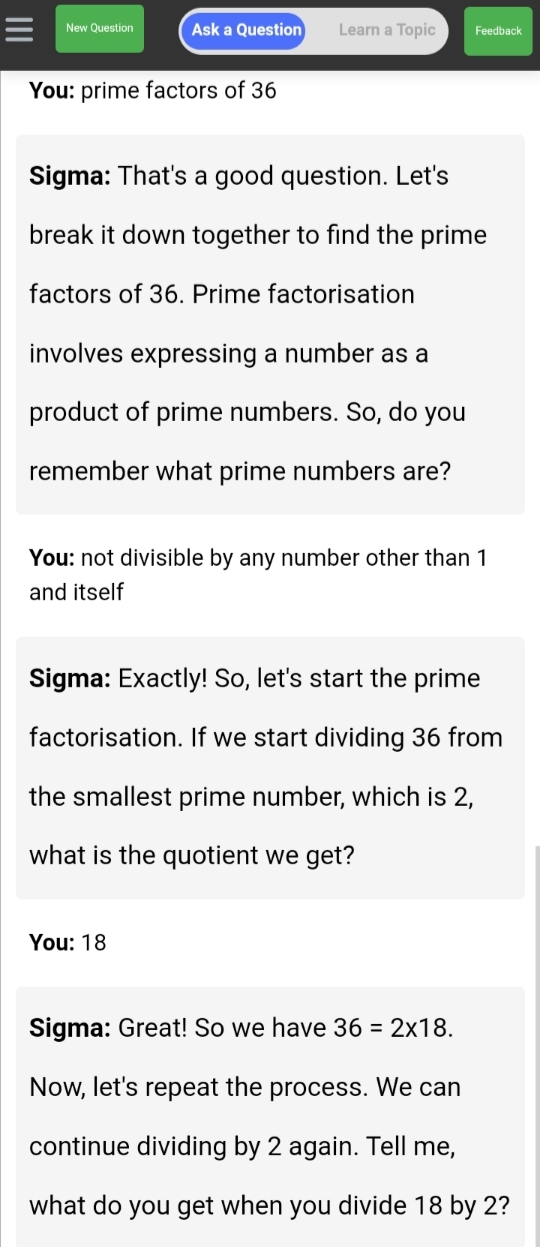 New Question
Ask a Question
Learn a Topic
Feedback
You: prime factors of 36
Sigma: That's a good question. Let's
break it down together to find the prime
factors of 36. Prime factorisation
involves expressing a number as a
product of prime numbers. So, do you
remember what prime numbers are?
You: not divisible by any number other than 1
and itself
Sigma: Exactly! So, let's start the prime
factorisation. If we start dividing 36 from
the smallest prime number, which is 2,
what is the quotient we get?
You: 18
Sigma: Great! So we have 36 = 2x18.
Now, let's repeat the process. We can
continue dividing by 2 again. Tell me,
what do you get when you divide 18 by 2?